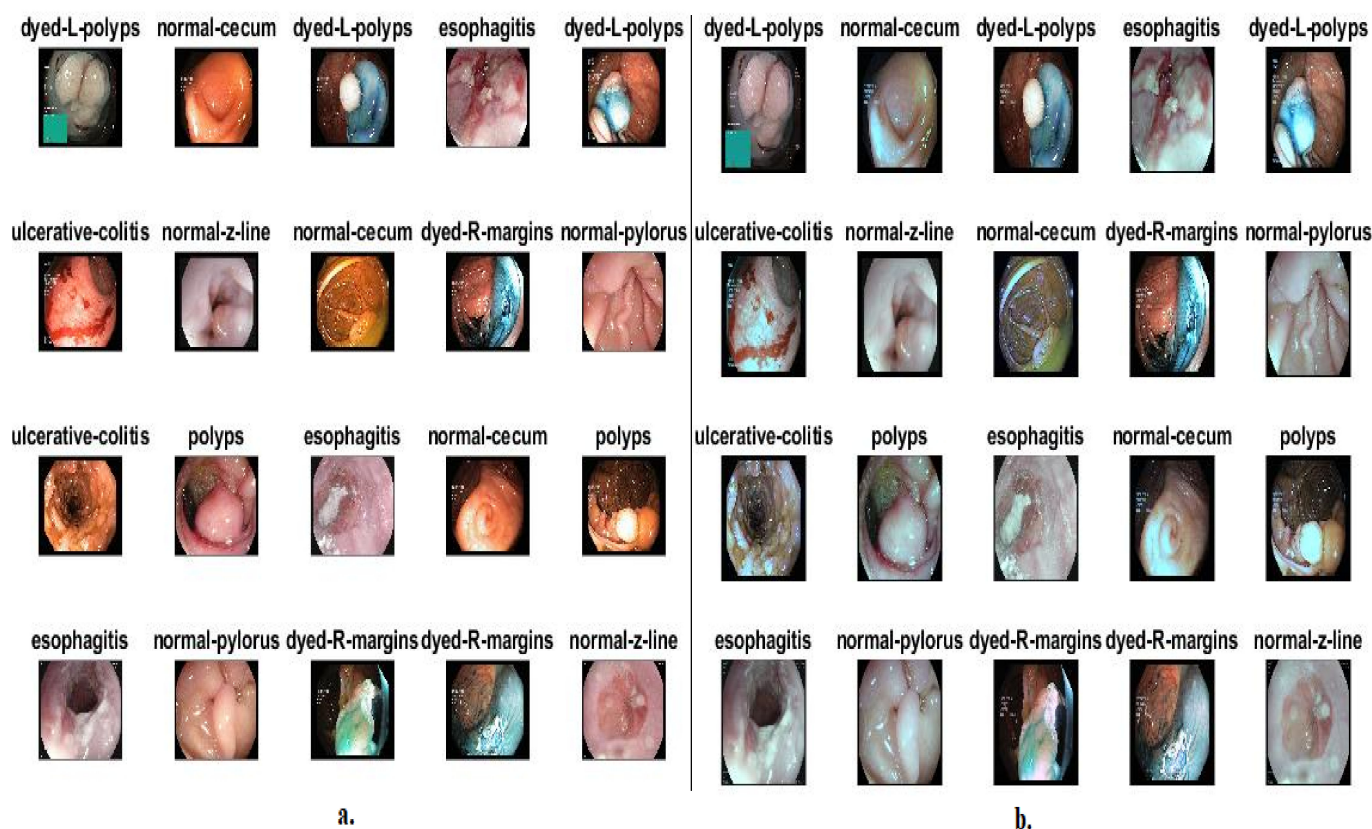 dyed-L-polyps normal-cecum dyed-L-polyps esophagitis dyed-L-polyps
ulcerative-colitis normal-z-line normal-cecum dyed-R-margins normal-pylorus
ulcerative-colitis polyps esophagitis normal-cecum polyps
esophagitis normal-pylorus dyed-R-margins dyed-R-margins normal-z-line
a.
dyed-L-polyps normal-cecum dyed-L-polyps esophagitis dyed-L-polyps
ulcerative-colitis normal-z-line normal-cecum dyed-R-margins normal-pylorus
ulcerative-colitis polyps esophagitis normal-cecum polyps
esophagitis normal-pylorus dyed-R-margins dyed-R-margins normal-z-line
b.